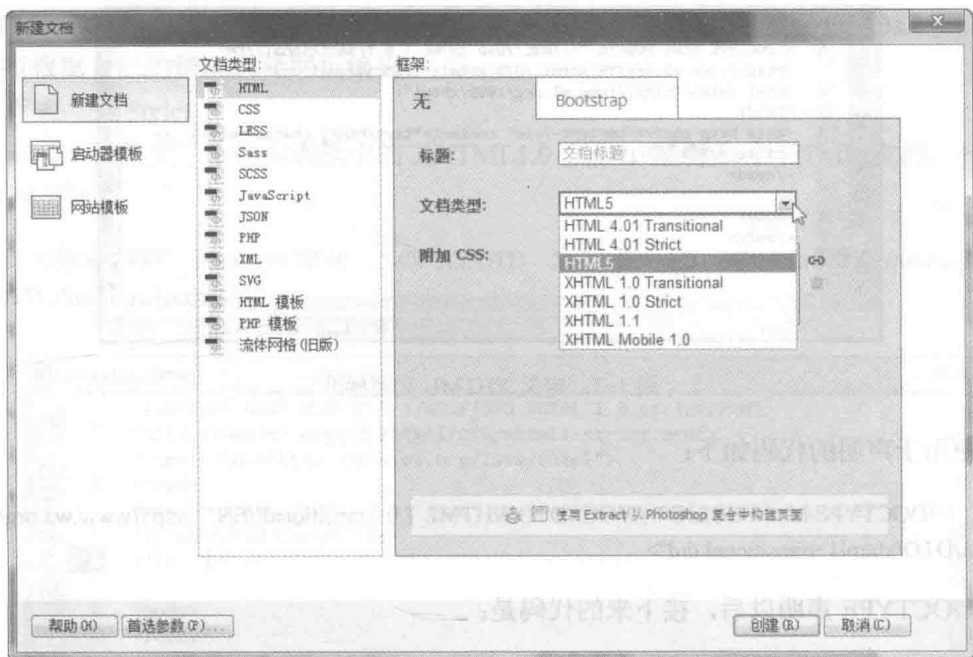 新建文档
新建文档
启动器模板
网站模板
文档类型:
HTML
CSS
LESS
Sass
SCSS
JavaScript
JSON
PHP
XML
SVG
HTML 模板
PHP 模板
流体网格(旧版)
框架:
无
Bootstrap
标题:
文档标题
文档类型:
HTML5
HTML 4.01 Transitional
HTML 4.01 Strict
HTML5
XHTML 1.0 Transitional
XHTML 1.0 Strict
XHTML 1.1
XHTML Mobile 1.0
附加 CSS:
使用 Extract 从 Photoshop 复合中构建页面
帮助(H)
首选参数(P)...
创建(R)
取消(C)